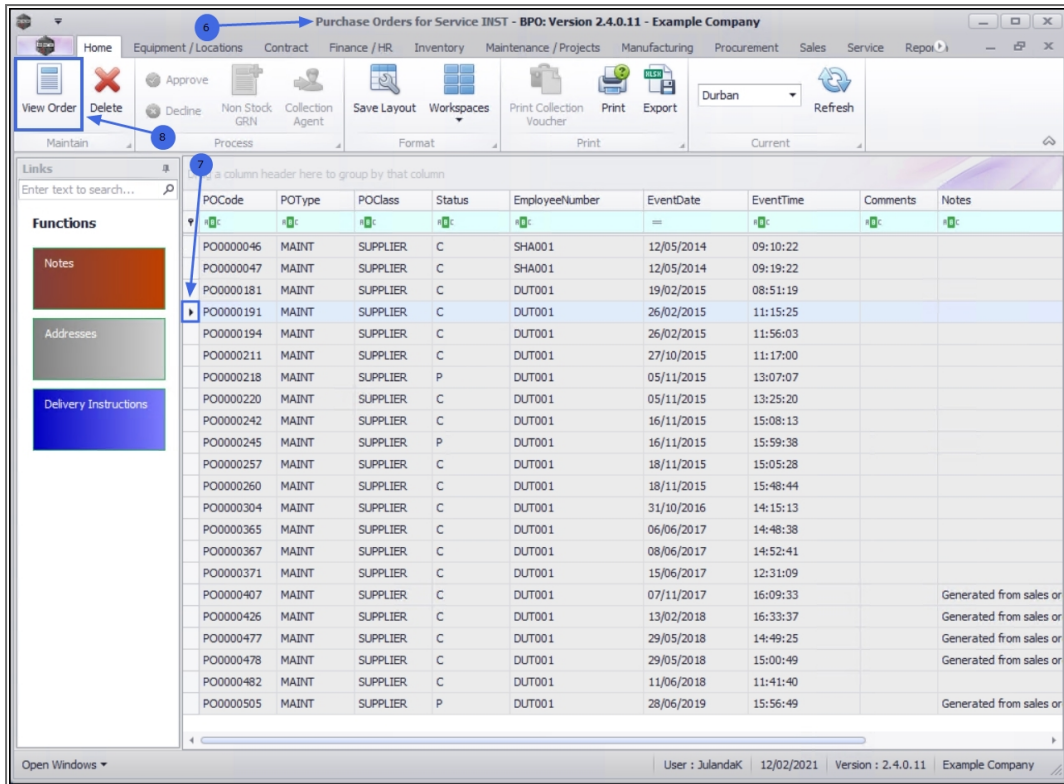 6
Purchase Orders for Service INST - BPO: Version 2.4.0.11 - Example Company
Home Equipment / Locations Contract Finance / HR Inventory Maintenance / Projects Manufacturing Procurement Sales Service
View Order Delete Approve Decline Non Stock GRN Collection Agent Save Layout Workspaces Print Collection Voucher Print Export Durban Refresh
8
Maintain Process Format Print Current
Links
7
a column header here to group by that column
Enter text to search...
POCode POType POClass Status EmployeeNumber EventDate EventTime Comments Notes
Functions
PO0000046 MAINT SUPPLIER C SHA001 12/05/2014 09:10:22
Notes
PO0000047 MAINT SUPPLIER C SHA001 12/05/2014 09:19:22
PO0000181 MAINT SUPPLIER C DUT001 19/02/2015 08:51:19
PO0000191 MAINT SUPPLIER C DUT001 26/02/2015 11:15:25
Addresses
PO0000194 MAINT SUPPLIER C DUT001 26/02/2015 11:56:03
PO0000211 MAINT SUPPLIER C DUT001 27/10/2015 11:17:00
PO0000218 MAINT SUPPLIER P DUT001 05/11/2015 13:07:07
Delivery Instructions
PO0000220 MAINT SUPPLIER C DUT001 05/11/2015 13:25:20
PO0000242 MAINT SUPPLIER C DUT001 16/11/2015 15:08:13
PO0000245 MAINT SUPPLIER P DUT001 16/11/2015 15:59:38
PO0000257 MAINT SUPPLIER C DUT001 18/11/2015 15:05:28
PO0000260 MAINT SUPPLIER C DUT001 18/11/2015 15:48:44
PO0000304 MAINT SUPPLIER C DUT001 31/10/2016 14:15:13
PO0000365 MAINT SUPPLIER C DUT001 06/06/2017 14:48:38
PO0000367 MAINT SUPPLIER C DUT001 08/06/2017 14:52:41
PO0000371 MAINT SUPPLIER C DUT001 15/06/2017 12:31:09
PO0000407 MAINT SUPPLIER C DUT001 07/11/2017 16:09:33 Generated from sales or
PO0000426 MAINT SUPPLIER C DUT001 13/02/2018 16:33:37 Generated from sales or
PO0000477 MAINT SUPPLIER C DUT001 29/05/2018 14:49:25 Generated from sales or
PO0000478 MAINT SUPPLIER C DUT001 29/05/2018 15:00:49 Generated from sales or
PO0000482 MAINT SUPPLIER C DUT001 11/06/2018 11:41:40
PO0000505 MAINT SUPPLIER P DUT001 28/06/2019 15:56:49 Generated from sales or
Open Windows User : JulandaK 12/02/2021 Version : 2.4.0.11 Example Company